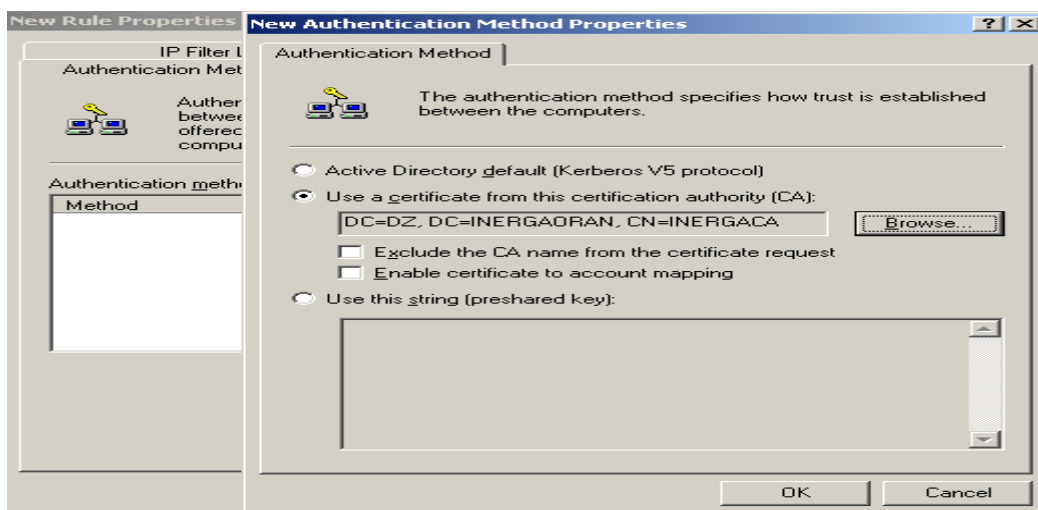 New Rule Properties
IP Filter L
Authentication Met
Auther
betwee
offerec
compu
Authentication meth
Method
New Authentication Method Properties
Authentication Method
The authentication method specifies how trust is established
between the computers.
Active Directory default (Kerberos V5 protocol)
Use a certificate from this certification authority (CA):
DC=DZ, DC=INERGAORAN, CN=INERGACA
Browse...
Exclude the CA name from the certificate request
Enable certificate to account mapping
Use this string (preshared key):
OK
Cancel